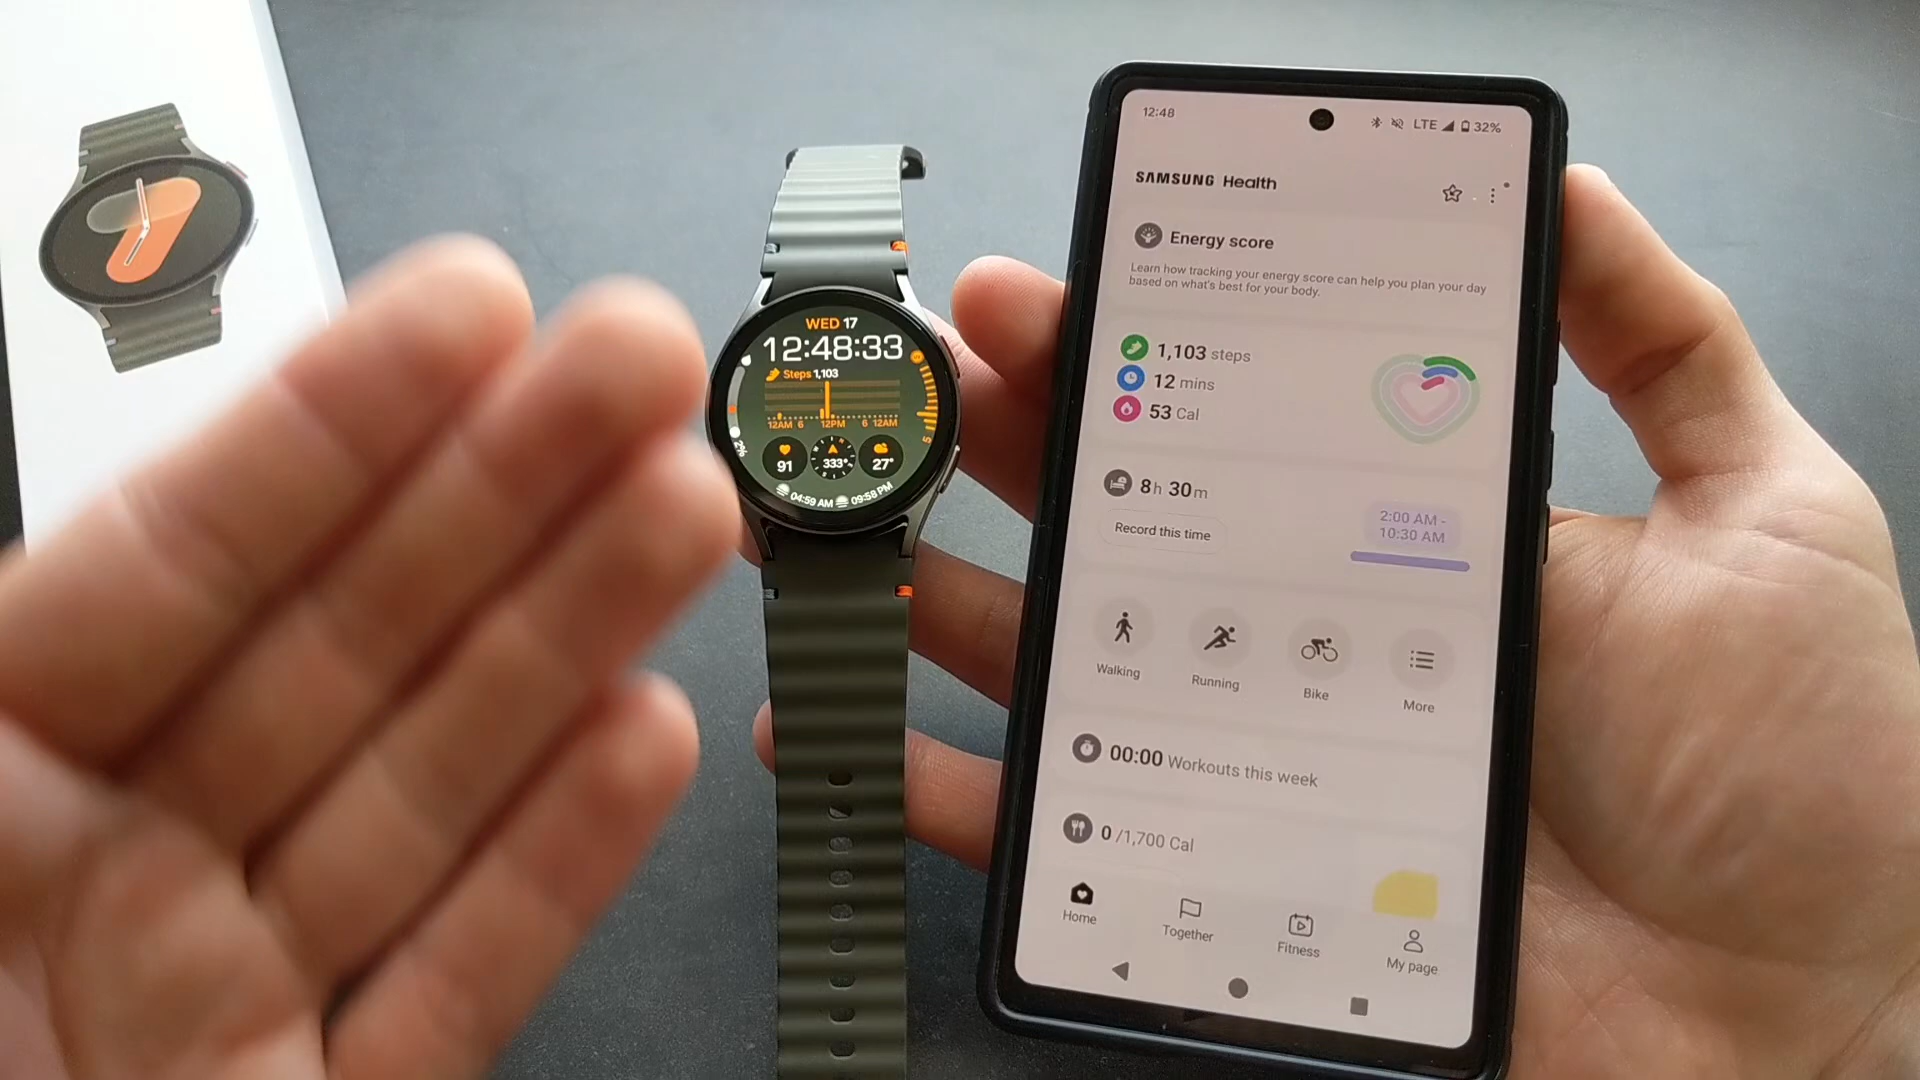 WED 17
12:48:33
Steps 1,103
12AM 6 12PM 6 12AM
91
333°
27°
2%
04:59 AM 09:58 PM
12:48
LTE 32%
SAMSUNG Health
Energy score
Learn how tracking your energy score can help you plan your day
based on what's best for your body.
1,103 steps
12 mins
53 Cal
8h 30m
Record this time
2:00 AM -
10:30 AM
Walking
Running
Bike
More
00:00 Workouts this week
0 /1,700 Cal
Home
Together
Fitness
My page